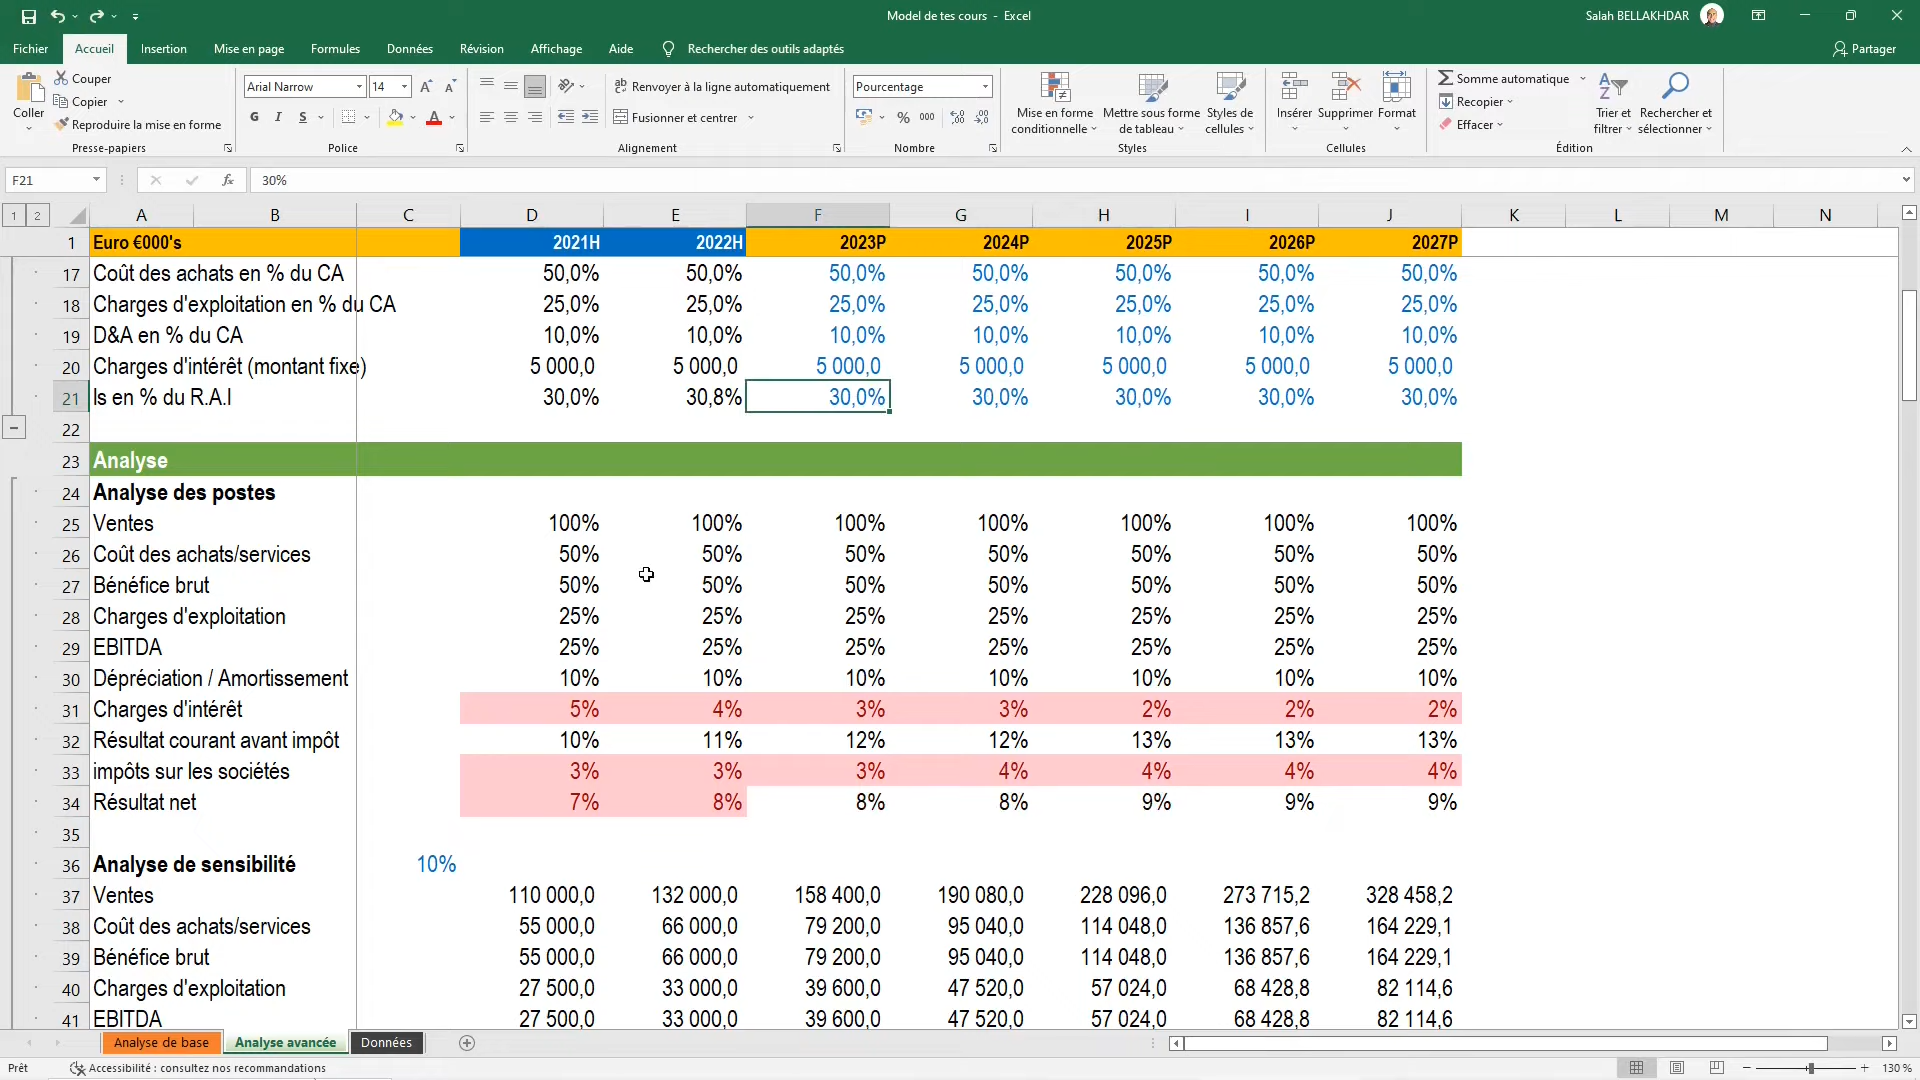 Model de tes cours - Excel
Salah BELLAKHDAR
Fichier Accueil Insertion Mise en page Formules Données Révision Affichage Aide Rechercher des outils adaptés Partager
Coller
Couper
Copier
Reproduire la mise en forme
Presse-papiers
Arial Narrow 14
G I S
Police
Renvoyer à la ligne automatiquement
Fusionner et centrer
Alignement
Pourcentage
% 000
Nombre
Mise en forme conditionnelle
Mettre sous forme de tableau
Styles de cellules
Styles
Insérer Supprimer Format
Cellules
Somme automatique
Recopier
Effacer
Trier et filtrer
Rechercher et sélectionner
Édition
F21 fx 30%
1 2 A B C D E F G H I J K L M N
1 Euro €000's 2021H 2022H 2023P 2024P 2025P 2026P 2027P
17 Coût des achats en % du CA 50,0% 50,0% 50,0% 50,0% 50,0% 50,0% 50,0%
18 Charges d'exploitation en % du CA 25,0% 25,0% 25,0% 25,0% 25,0% 25,0% 25,0%
19 D&A en % du CA 10,0% 10,0% 10,0% 10,0% 10,0% 10,0% 10,0%
20 Charges d'intérêt (montant fixe) 5 000,0 5 000,0 5 000,0 5 000,0 5 000,0 5 000,0 5 000,0
21 Is en % du R.A.I 30,0% 30,8% 30,0% 30,0% 30,0% 30,0% 30,0%
22
23 Analyse
24 Analyse des postes
25 Ventes 100% 100% 100% 100% 100% 100% 100%
26 Coût des achats/services 50% 50% 50% 50% 50% 50% 50%
27 Bénéfice brut 50% 50% 50% 50% 50% 50% 50%
28 Charges d'exploitation 25% 25% 25% 25% 25% 25% 25%
29 EBITDA 25% 25% 25% 25% 25% 25% 25%
30 Dépréciation / Amortissement 10% 10% 10% 10% 10% 10% 10%
31 Charges d'intérêt 5% 4% 3% 3% 2% 2% 2%
32 Résultat courant avant impôt 10% 11% 12% 12% 13% 13% 13%
33 impôts sur les sociétés 3% 3% 3% 4% 4% 4% 4%
34 Résultat net 7% 8% 8% 8% 9% 9% 9%
35
36 Analyse de sensibilité 10%
37 Ventes 110 000,0 132 000,0 158 400,0 190 080,0 228 096,0 273 715,2 328 458,2
38 Coût des achats/services 55 000,0 66 000,0 79 200,0 95 040,0 114 048,0 136 857,6 164 229,1
39 Bénéfice brut 55 000,0 66 000,0 79 200,0 95 040,0 114 048,0 136 857,6 164 229,1
40 Charges d'exploitation 27 500,0 33 000,0 39 600,0 47 520,0 57 024,0 68 428,8 82 114,6
41 EBITDA 27 500,0 33 000,0 39 600,0 47 520,0 57 024,0 68 428,8 82 114,6
Analyse de base Analyse avancée Données
Prêt Accessibilité : consultez nos recommandations 130 %